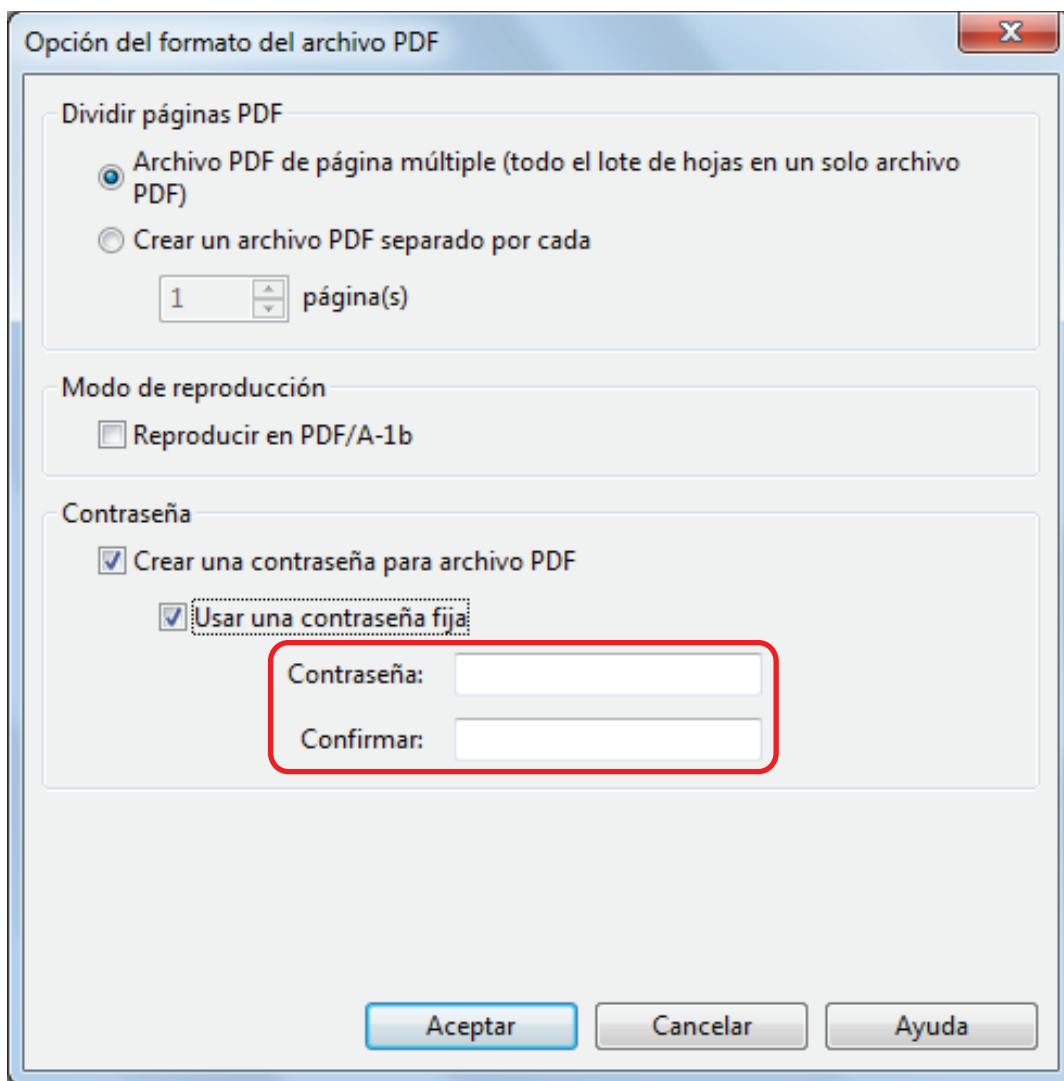 Opción del formato del archivo PDF
Dividir páginas PDF
Archivo PDF de página múltiple (todo el lote de hojas en un solo archivo
PDF)
Crear un archivo PDF separado por cada
1 página(s)
Modo de reproducción
Reproducir en PDF/A-1b
Contraseña
Crear una contraseña para archivo PDF
Usar una contraseña fija
Contraseña:
Confirmar:
Aceptar Cancelar Ayuda